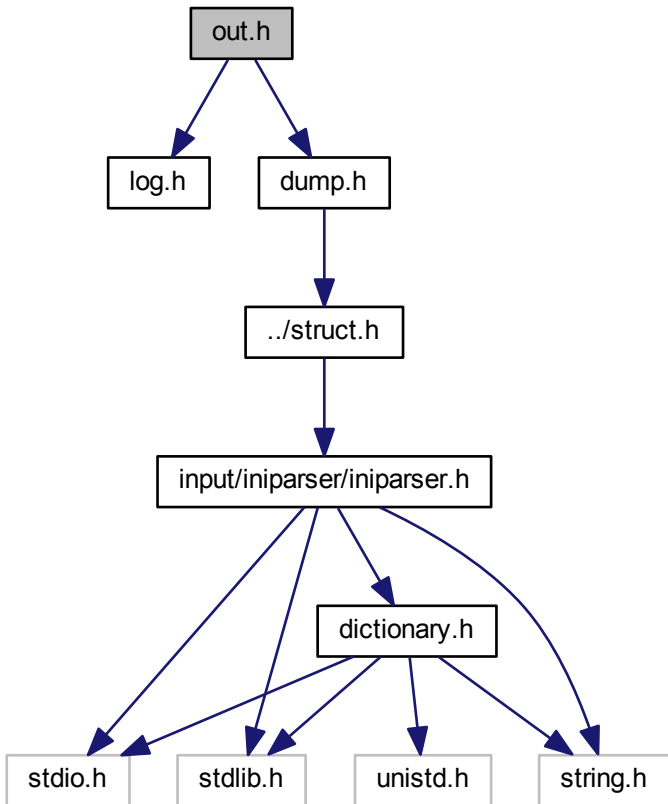 out.h
log.h
dump.h
../struct.h
input/iniparser/iniparser.h
dictionary.h
stdio.h
stdlib.h
unistd.h
string.h